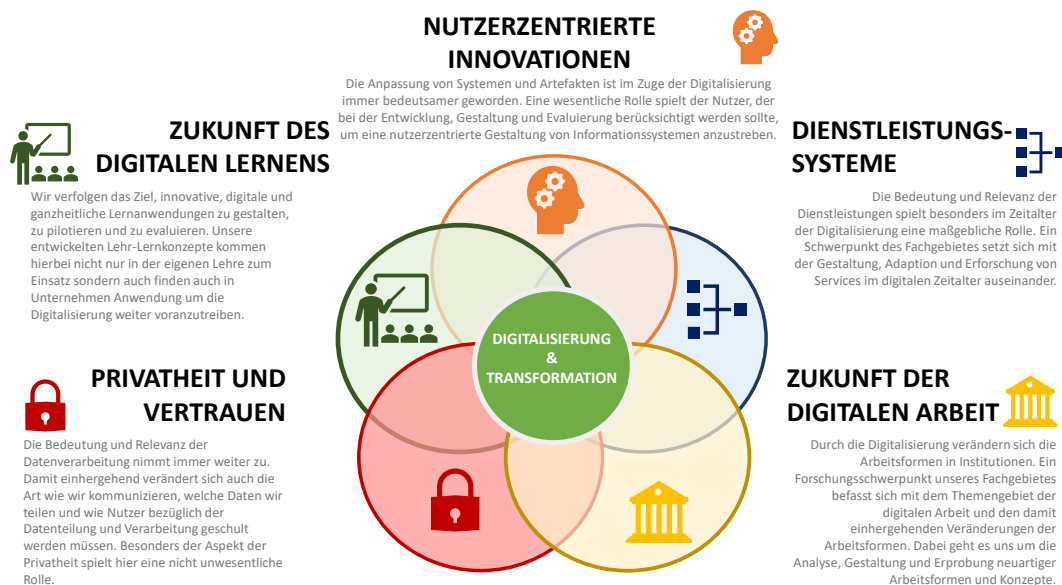 NUTZERZENTRIERTE
INNOVATIONEN
Die Anpassung von Systemen und Artefakten ist im Zuge der Digitalisierung
immer bedeutsamer geworden. Eine wesentliche Rolle spielt der Nutzer, der
bei der Entwicklung, Gestaltung und Evaluierung berücksichtigt werden sollte,
um eine nutzerzentrierte Gestaltung von Informationssystemen anzustreben.
ZUKUNFT DES
DIGITALEN LERNENS
Wir verfolgen das Ziel, innovative, digitale und
ganzheitliche Lernanwendungen zu gestalten,
zu pilotieren und zu evaluieren. Unsere
entwickelten Lehr-Lernkonzepte kommen
hierbei nicht nur in der eigenen Lehre zum
Einsatz sondern auch finden auch in
Unternehmen Anwendung um die
Digitalisierung weiter voranzutreiben.
DIENSTLEISTUNGS-
SYSTEME
Die Bedeutung und Relevanz der
Dienstleistungen spielt besonders im Zeitalter
der Digitalisierung eine maßgebliche Rolle. Ein
Schwerpunkt des Fachgebietes setzt sich mit
der Gestaltung, Adaption und Erforschung von
Services im digitalen Zeitalter auseinander.
DIGITALISIERUNG
&
TRANSFORMATION
PRIVATHEIT UND
VERTRAUEN
Die Bedeutung und Relevanz der
Datenverarbeitung nimmt immer weiter zu.
Damit einhergehend verändert sich auch die
Art wie wir kommunizieren, welche Daten wir
teilen und wie Nutzer bezüglich der
Datenteilung und Verarbeitung geschult
werden müssen. Besonders der Aspekt der
Privatheit spielt hier eine nicht unwesentliche
Rolle.
ZUKUNFT DER
DIGITALEN ARBEIT
Durch die Digitalisierung verändern sich die
Arbeitsformen in Institutionen. Ein
Forschungsschwerpunkt unseres Fachgebietes
befasst sich mit dem Themengebiet der
digitalen Arbeit und den damit
einhergehenden Veränderungen der
Arbeitsformen. Dabei geht es uns um die
Analyse, Gestaltung und Erprobung neuartiger
Arbeitsformen und Konzepte.